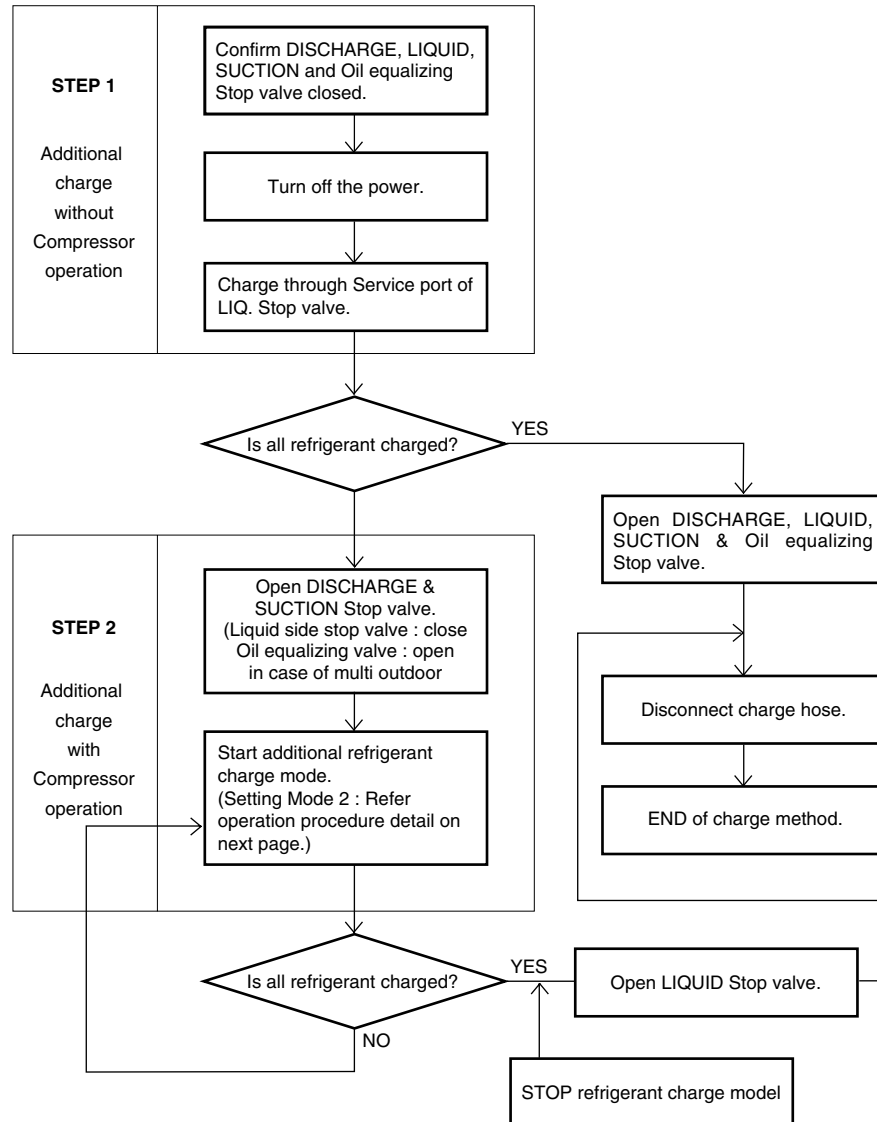 STEP 1
Additional
charge
without
Compressor
operation
Confirm DISCHARGE, LIQUID,
SUCTION and Oil equalizing
Stop valve closed.
Turn off the power.
Charge through Service port of
LIQ. Stop valve.
Is all refrigerant charged?
YES
Open DISCHARGE, LIQUID,
SUCTION & Oil equalizing
Stop valve.
Disconnect charge hose.
END of charge method.
STEP 2
Additional
charge
with
Compressor
operation
Open DISCHARGE &
SUCTION Stop valve.
(Liquid side stop valve : close
Oil equalizing valve : open
in case of multi outdoor
Start additional refrigerant
charge mode.
(Setting Mode 2 : Refer
operation procedure detail on
next page.)
Is all refrigerant charged?
YES
NO
Open LIQUID Stop valve.
STOP refrigerant charge model